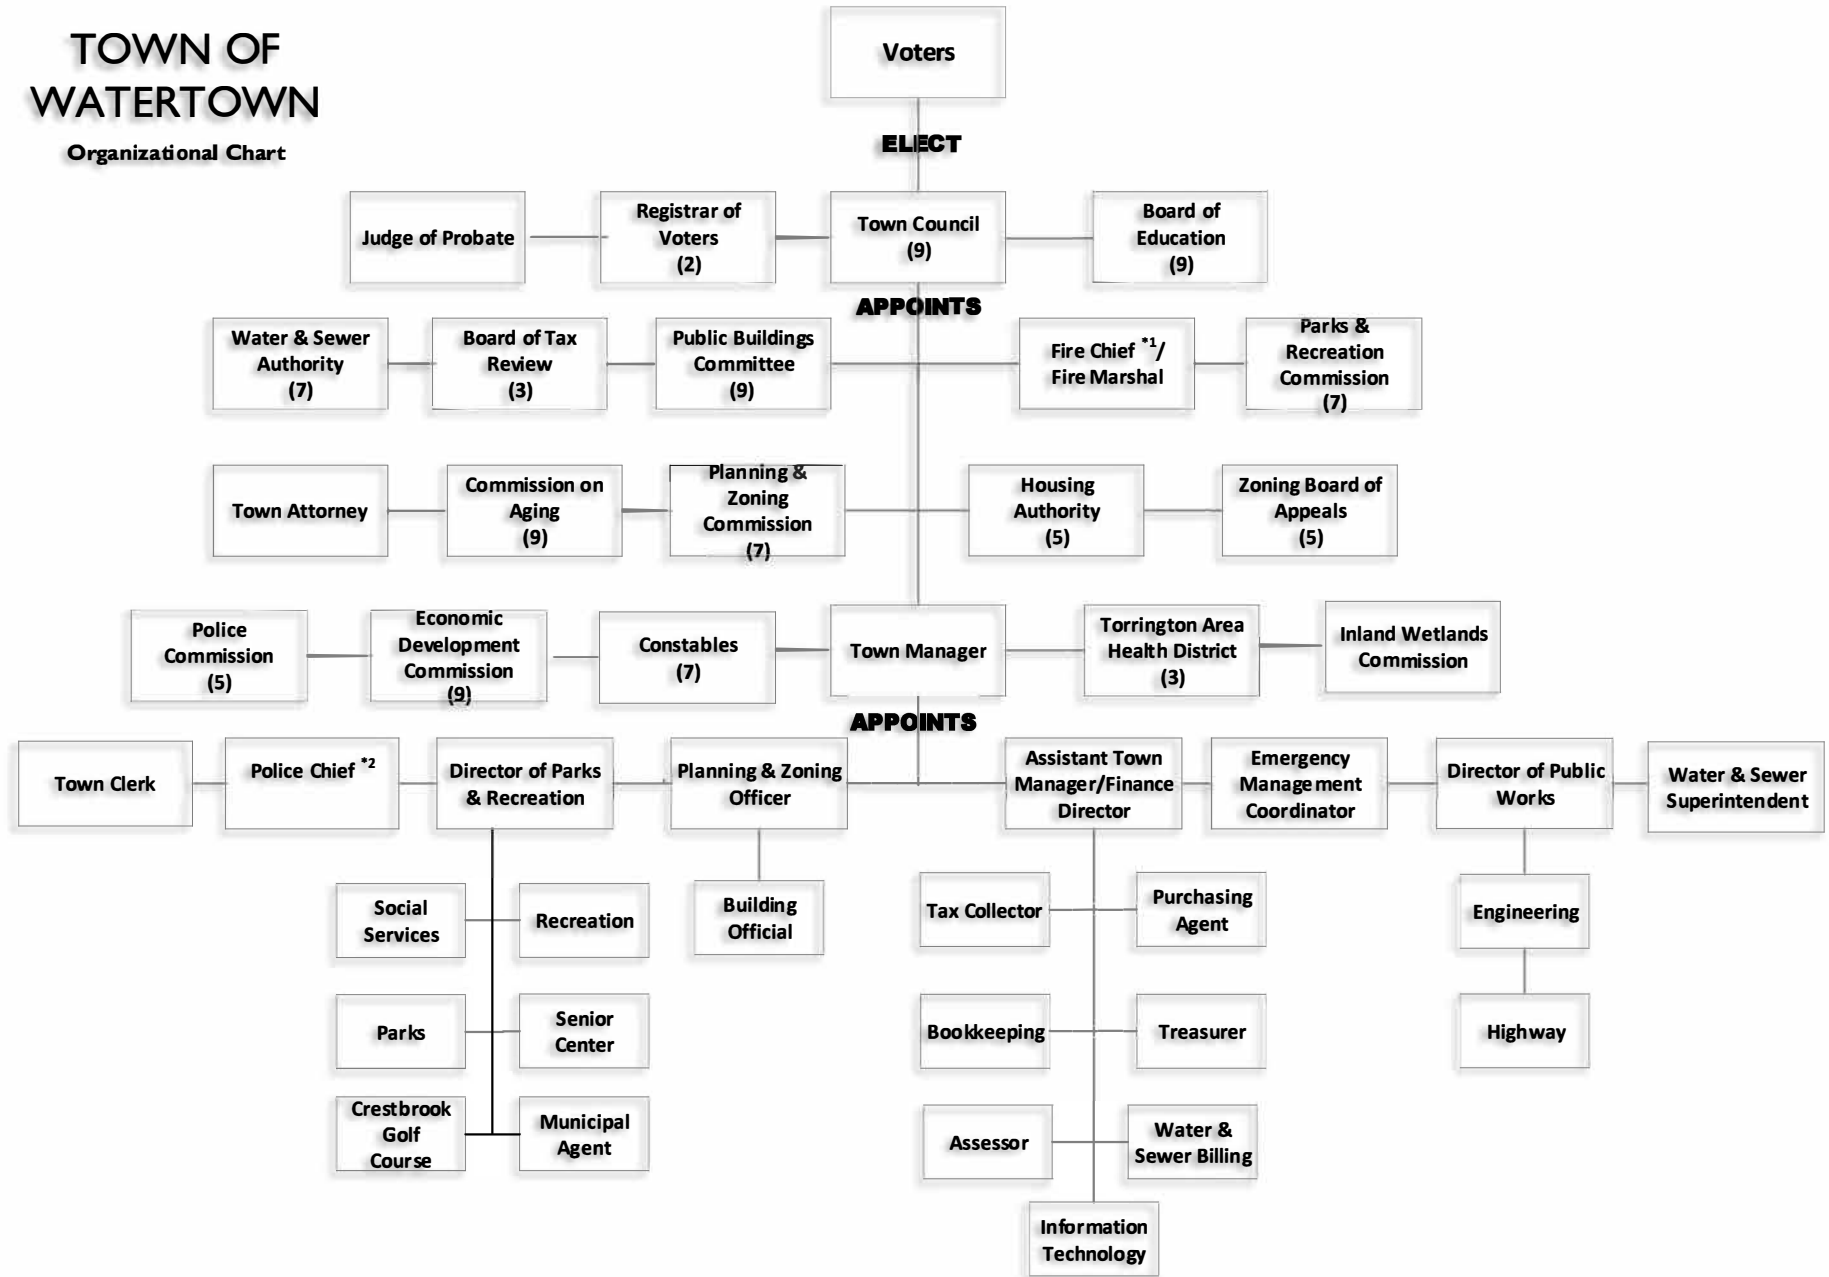 TOWN OF
WATERTOWN
Organizational Chart
Voters
ELECT
Judge of Probate
Registrar of
Voters
(2)
Town Council
(9)
Board of
Education
(9)
APPOINTS
Water & Sewer
Authority
(7)
Board of Tax
Review
(3)
Public Buildings
Committee
(9)
Fire Chief *1/
Fire Marshal
Parks &
Recreation
Commission
(7)
Town Attorney
Commission on
Aging
(9)
Planning &
Zoning
Commission
(7)
Housing
Authority
(5)
Zoning Board of
Appeals
(5)
Police
Commission
(5)
Economic
Development
Commission
(9)
Constables
(7)
Town Manager
Torrington Area
Health District
(3)
Inland Wetlands
Commission
APPOINTS
Town Clerk
Police Chief *2
Director of Parks
& Recreation
Planning & Zoning
Officer
Assistant Town
Manager/Finance
Director
Emergency
Management
Coordinator
Director of Public
Works
Water & Sewer
Superintendent
Social
Services
Recreation
Building
Official
Tax Collector
Purchasing
Agent
Engineering
Parks
Senior
Center
Bookkeeping
Treasurer
Highway
Crestbrook
Golf
Course
Municipal
Agent
Assessor
Water &
Sewer Billing
Information
Technology